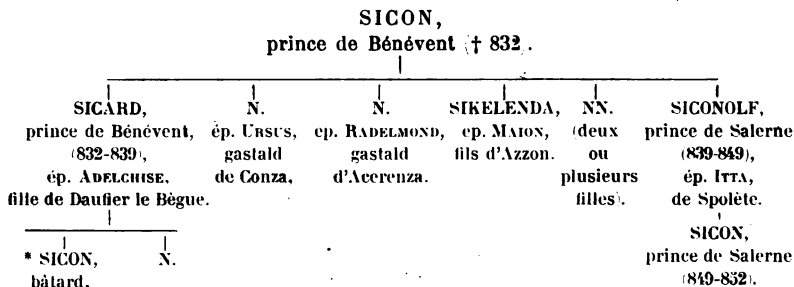 SICON,
prince de Bénévent († 832).
SICARD,
prince de Bénévent,
(832-839),
ép. ADELCHISE,
fille de Daufier le Bègue.
N.
ép. URSUS,
gastald
de Conza,
N.
ép. RADELMOND,
gastald
d'Acerenza.
SIKELENDA,
ép. MAION,
fils d'Azzon.
NN.
(deux
ou
plusieurs
filles).
SICONOLF,
prince de Salerne
(839-849),
ép. ITTA,
de Spolète.
* SICON,
bâtard.
N.
SICON,
prince de Salerne
(849-852).